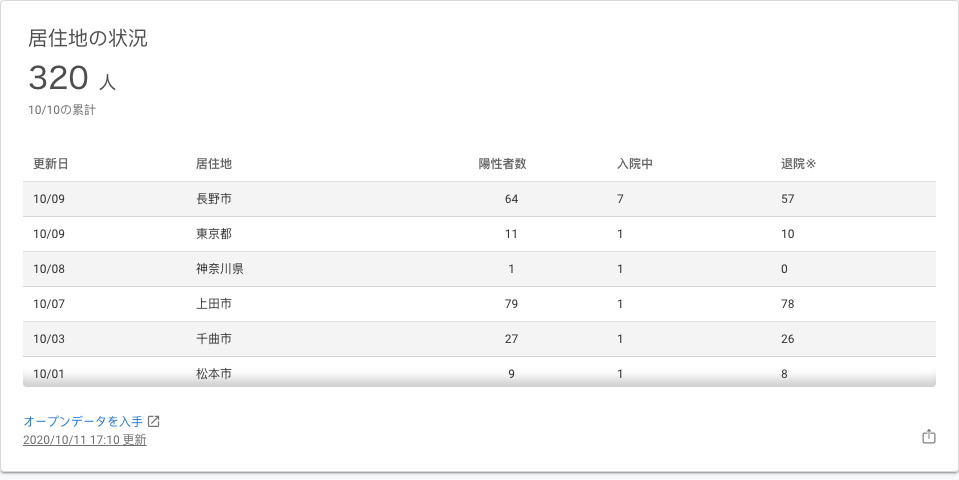 居住地の状況
320 人
10/10の累計
更新日 居住地 陽性者数 入院中 退院※
10/09 長野市 64 7 57
10/09 東京都 11 1 10
10/08 神奈川県 1 1 0
10/07 上田市 79 1 78
10/03 千曲市 27 1 26
10/01 松本市 9 1 8
オープンデータを入手
2020/10/11 17:10 更新